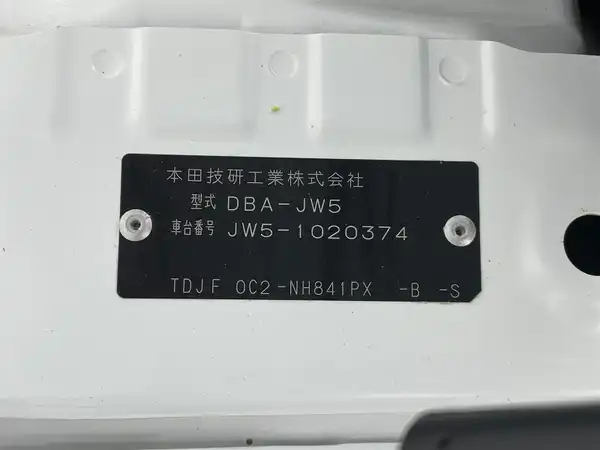 本田技研工業株式会社
型式 DBA-JW5
車台番号 JW5-1020374
TDJF 0C2-NH841PX -B -S